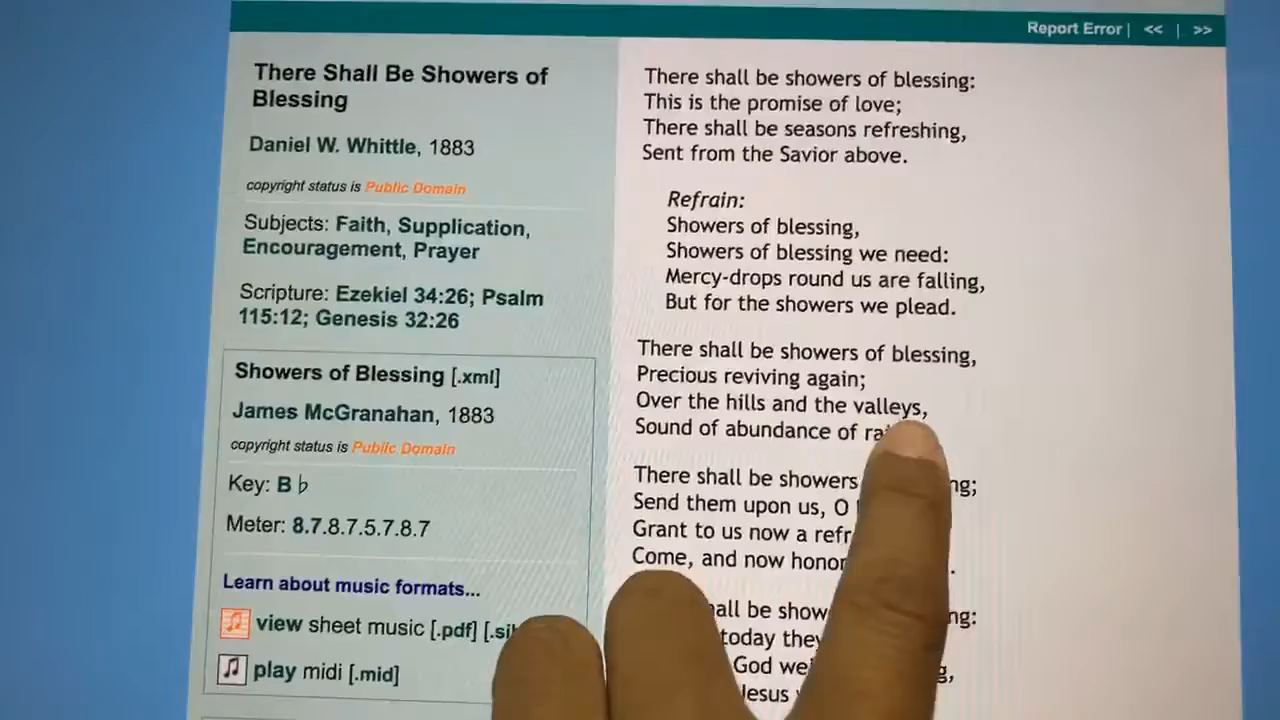 Report Error| << | >>
There Shall Be Showers of
Blessing
Daniel W. Whittle, 1883
copyright status is Public Domain
Subjects: Faith, Supplication,
Encouragement, Prayer
Scripture: Ezekiel 34:26; Psalm
115:12; Genesis 32:26
Showers of Blessing [.xml]
James McGranahan, 1883
copyright status is Public Domain
Key: B ♭
Meter: 8.7.8.7.5.7.8.7
Learn about music formats...
view sheet music [.pdf]
play midi [.mid]
There shall be showers of blessing:
This is the promise of love;
There shall be seasons refreshing,
Sent from the Savior above.
Refrain:
Showers of blessing,
Showers of blessing we need:
Mercy-drops round us are falling,
But for the showers we plead.
There shall be showers of blessing,
Precious reviving again;
Over the hills and the valleys,
Sound of abundance of
There shall be showers
Send them upon us, O
Grant to us now a
Come, and now honor
today they
God
Jesus